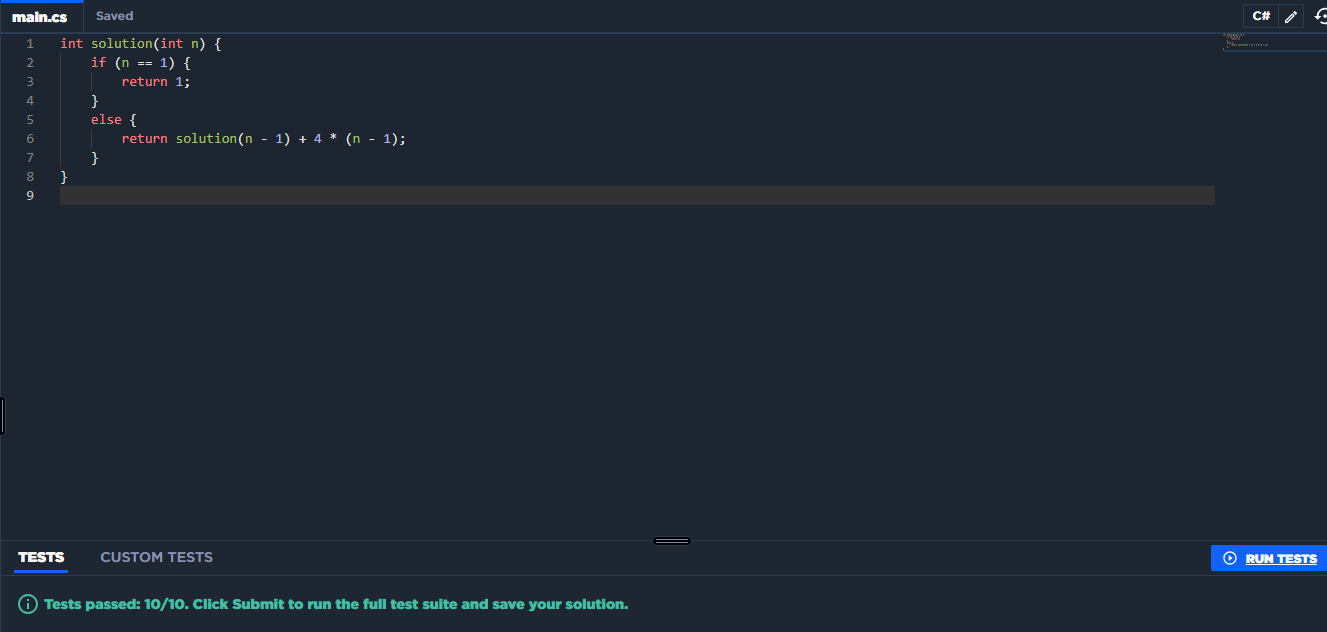 main.cs Saved C#
1 int solution(int n) {
2     if (n == 1) {
3         return 1;
4     }
5     else {
6         return solution(n - 1) + 4 * (n - 1);
7     }
8 }
9
TESTS CUSTOM TESTS RUN TESTS
Tests passed: 10/10. Click Submit to run the full test suite and save your solution.